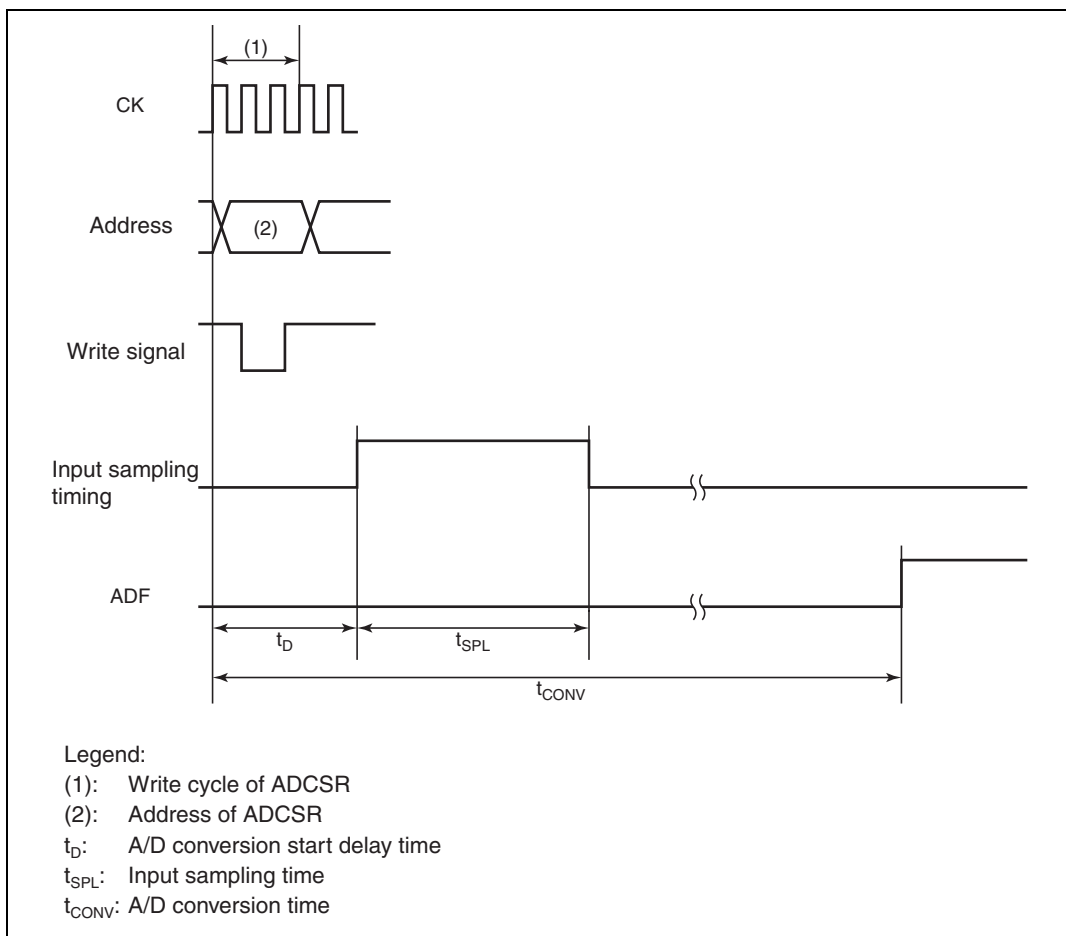 (1)
CK
Address
(2)
Write signal
Input sampling
timing
ADF
tD
tSPL
tCONV
Legend:
(1): Write cycle of ADCSR
(2): Address of ADCSR
tD: A/D conversion start delay time
tSPL: Input sampling time
tCONV: A/D conversion time